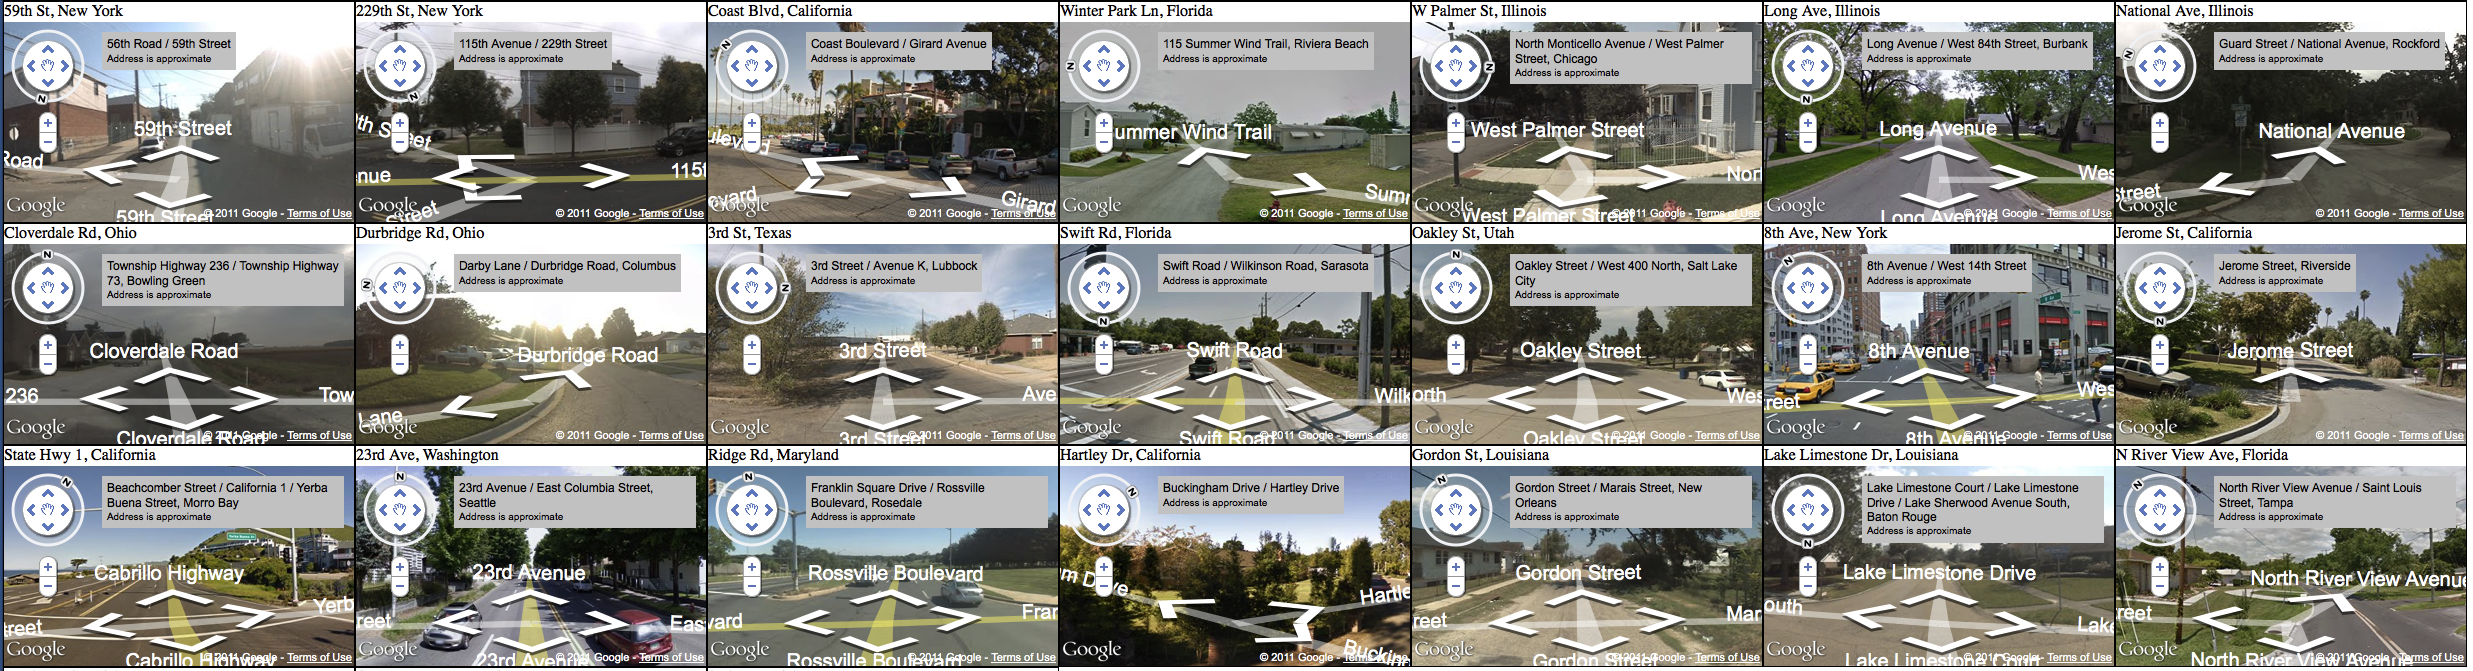 59th St, New York
56th Road / 59th Street
Address is approximate
N
59th Street
Road
59th Street
Google
© 2011 Google - Terms of Use
229th St, New York
115th Avenue / 229th Street
Address is approximate
N
9th Street
nue
115t
Street
© 2011 Google - Terms of Use
Coast Blvd, California
Coast Boulevard / Girard Avenue
Address is approximate
N
ulevard
evard
Girard
Google
© 2011 Google - Terms of Use
Winter Park Ln, Florida
115 Summer Wind Trail, Riviera Beach
Address is approximate
N
ummer Wind Trail
Sum
Google
© 2011 Google - Terms of Use
W Palmer St, Illinois
North Monticello Avenue / West Palmer
Street, Chicago
Address is approximate
N
West Palmer Street
Nor
West Palmer Street
Google
© 2011 Google - Terms of Use
Long Ave, Illinois
Long Avenue / West 84th Street, Burbank
Address is approximate
N
Long Avenue
Wes
Long Avenue
Google
© 2011 Google - Terms of Use
National Ave, Illinois
Guard Street / National Avenue, Rockford
Address is approximate
N
National Avenue
Street
Google
© 2011 Google - Terms of Use
Cloverdale Rd, Ohio
Township Highway 236 / Township Highway
73, Bowling Green
Address is approximate
N
Cloverdale Road
236
Tow
Cloverdale Road
Google
© 2011 Google - Terms of Use
Durbridge Rd, Ohio
Darby Lane / Durbridge Road, Columbus
Address is approximate
N
Durbridge Road
Lane
Google
© 2011 Google - Terms of Use
3rd St, Texas
3rd Street / Avenue K, Lubbock
Address is approximate
N
3rd Street
Ave
3rd Street
Google
© 2011 Google - Terms of Use
Swift Rd, Florida
Swift Road / Wilkinson Road, Sarasota
Address is approximate
N
Swift Road
Wilk
Swift Road
Google
© 2011 Google - Terms of Use
Oakley St, Utah
Oakley Street / West 400 North, Salt Lake
City
Address is approximate
N
Oakley Street
orth
Wes
Oakley Street
Google
© 2011 Google - Terms of Use
8th Ave, New York
8th Avenue / West 14th Street
Address is approximate
N
8th Avenue
reet
Wes
8th Avenue
Google
© 2011 Google - Terms of Use
Jerome St, California
Jerome Street, Riverside
Address is approximate
N
Jerome Street
Google
© 2011 Google - Terms of Use
State Hwy 1, California
Beachcomber Street / California 1 / Yerba
Buena Street, Morro Bay
Address is approximate
N
Cabrillo Highway
treet
Yerb
Cabrillo Highway
Google
© 2011 Google - Terms of Use
23rd Ave, Washington
23rd Avenue / East Columbia Street,
Seattle
Address is approximate
N
23rd Avenue
reet
Eas
23rd Avenue
Google
© 2011 Google - Terms of Use
Ridge Rd, Maryland
Franklin Square Drive / Rossville
Boulevard, Rosedale
Address is approximate
N
Rossville Boulevard
vard
Fran
Rossville Boulevard
Google
© 2011 Google - Terms of Use
Hartley Dr, California
Buckingham Drive / Hartley Drive
Address is approximate
N
m Drive
Hartle
Bucking
Google
© 2011 Google - Terms of Use
Gordon St, Louisiana
Gordon Street / Marais Street, New
Orleans
Address is approximate
N
Gordon Street
reet
Mar
Gordon Street
Google
© 2011 Google - Terms of Use
Lake Limestone Dr, Louisiana
Lake Limestone Court / Lake Limestone
Drive / Lake Sherwood Avenue South,
Baton Rouge
Address is approximate
N
Lake Limestone Drive
outh
Lake
Lake Limestone Court
Google
© 2011 Google - Terms of Use
N River View Ave, Florida
North River View Avenue / Saint Louis
Street, Tampa
Address is approximate
N
North River View Avenue
reet
North River View Avenue
Google
© 2011 Google - Terms of Use